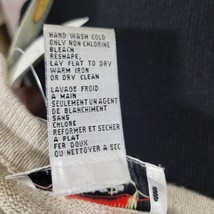 HAND WASH COLD
ONLY NON CHLORINE
BLEACH
RESHAPE,
LAY FLAT TO DRY
WARM IRON
OR DRY CLEAN
LAVAGE FROID
A MAIN
SEULEMENT UN AGENT
DE BLANCHIMENT
SANS
CHLORE
REFORMER ET SECHER
A PLAT
FER DOUX
OU NETTOYER A SEC